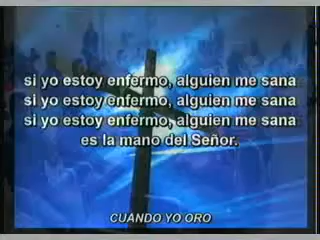 si yo estoy enfermo, alguien me sana
si yo estoy enfermo, alguien me sana
si yo estoy enfermo, alguien me sana
es la mano del Señor.
CUANDO YO ORO